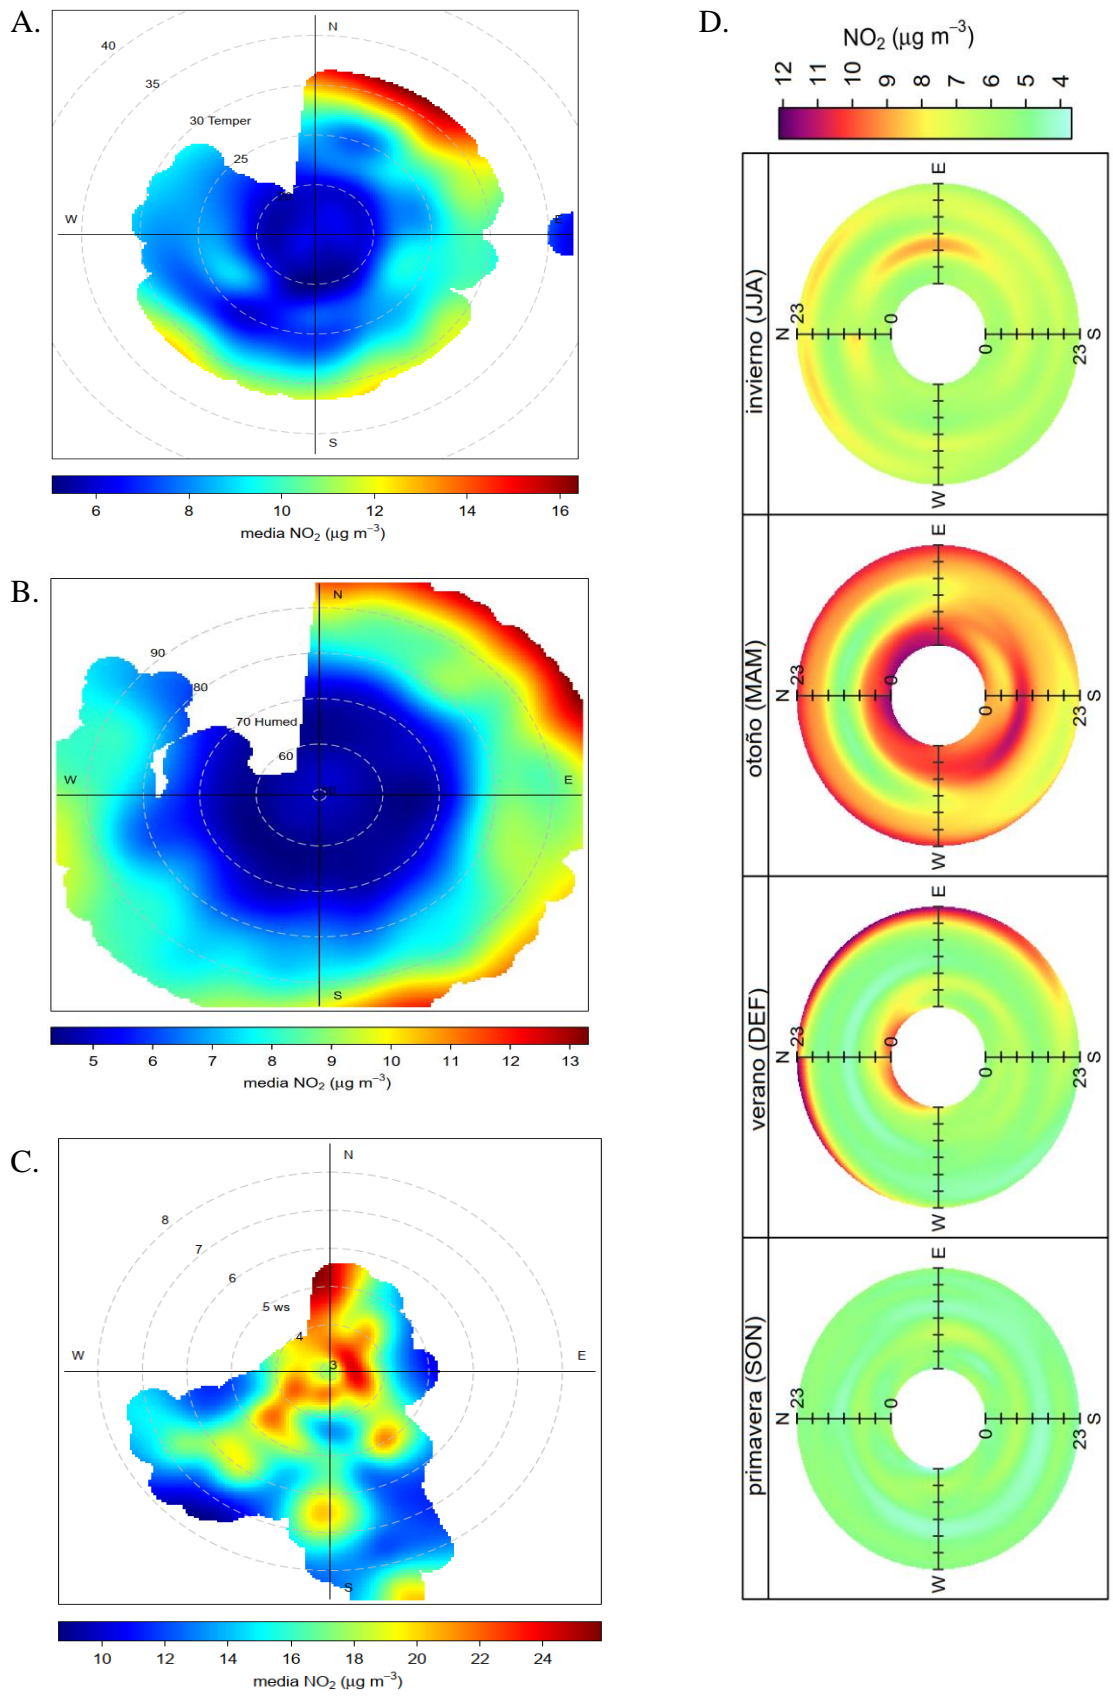 A.
N
40
35
30 Temper
25
20
W
E
S
6 8 10 12 14 16
media NO₂ (μg m⁻³)
B.
N
90
80
70 Humed
60
W
E
S
5 6 7 8 9 10 11 12 13
media NO₂ (μg m⁻³)
C.
N
8
7
6
5 ws
4
3
W
E
S
10 12 14 16 18 20 22 24
media NO₂ (μg m⁻³)
D.
NO₂ (μg m⁻³)
12 11 10 9 8 7 6 5 4
invierno (JJA)
E
N 23 0 0 23 S
W
otoño (MAM)
E
N 23 0 0 23 S
W
verano (DEF)
E
N 23 0 0 23 S
W
primavera (SON)
E
N 23 0 0 23 S
W